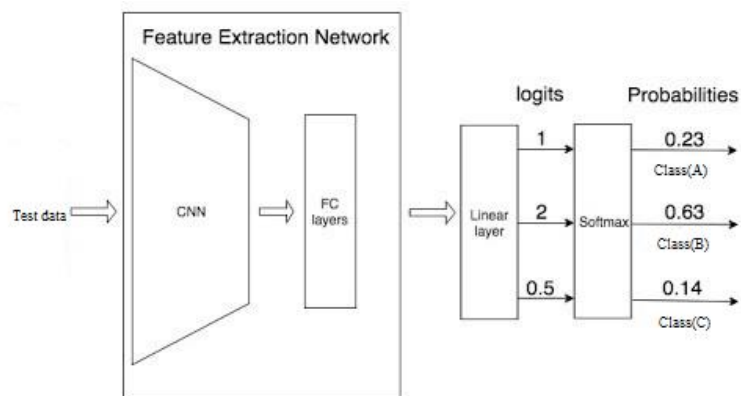 Feature Extraction Network
logits
Probabilities
Test data
CNN
FC
layers
Linear
layer
1
2
0.5
Softmax
0.23
Class(A)
0.63
Class(B)
0.14
Class(C)